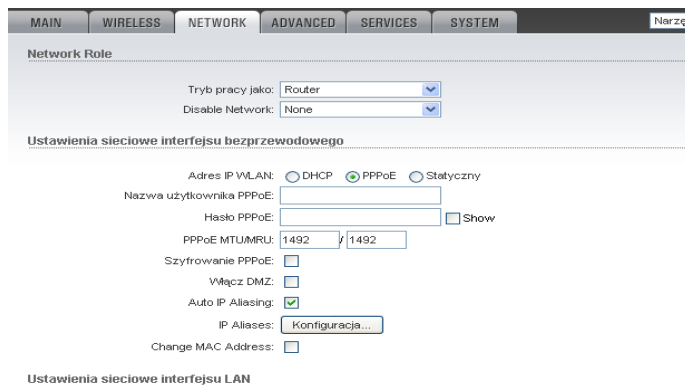 MAIN WIRELESS NETWORK ADVANCED SERVICES SYSTEM Narzę
Network Role
Tryb pracy jako: Router
Disable Network: None
Ustawienia sieciowe interfejsu bezprzewodowego
Adres IP WLAN: DHCP PPPoE Statyczny
Nazwa użytkownika PPPoE:
Hasło PPPoE: Show
PPPoE MTU/MRU: 1492 / 1492
Szyfrowanie PPPoE:
Włącz DMZ:
Auto IP Aliasing:
IP Aliases: Konfiguracja...
Change MAC Address:
Ustawienia sieciowe interfejsu LAN